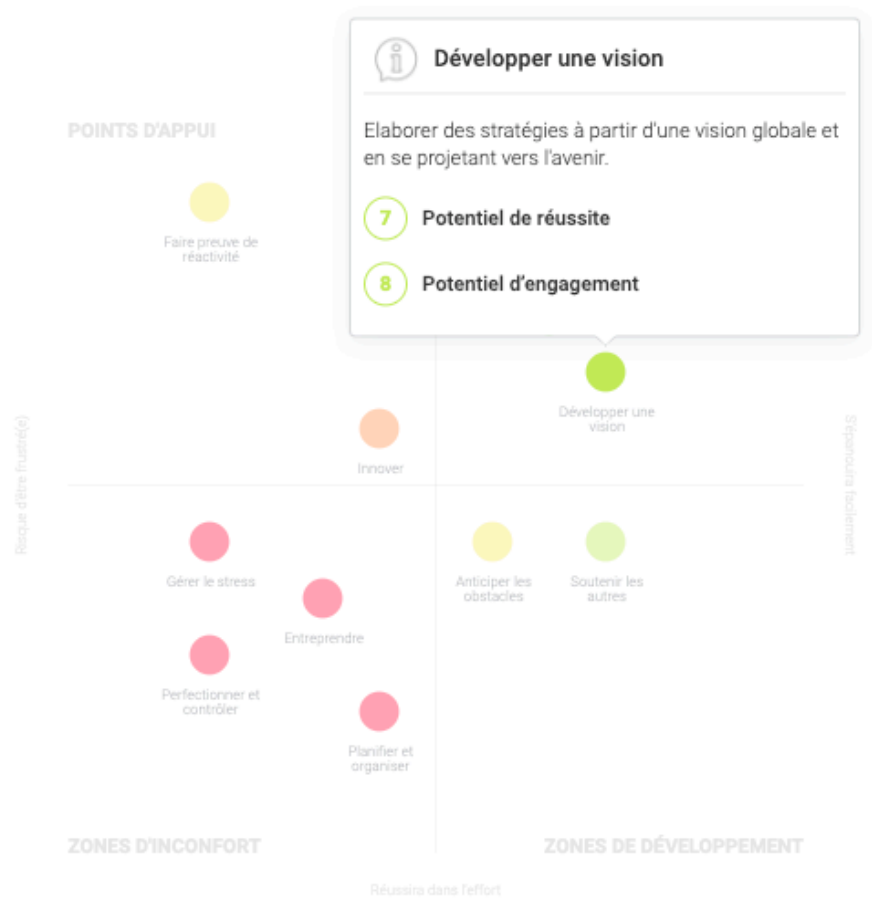 Développer une vision
POINTS D'APPUI
Elaborer des stratégies à partir d'une vision globale et
en se projetant vers l'avenir.
7 Potentiel de réussite
8 Potentiel d'engagement
Faire preuve de
réactivité
Développer une
vision
Innover
Risque d'être frustré(e)
S'épanouira facilement
Gérer le stress
Anticiper les
obstacles
Soutenir les
autres
Entreprendre
Perfectionner et
contrôler
Planifier et
organiser
ZONES D'INCONFORT
ZONES DE DÉVELOPPEMENT
Réussira dans l'effort